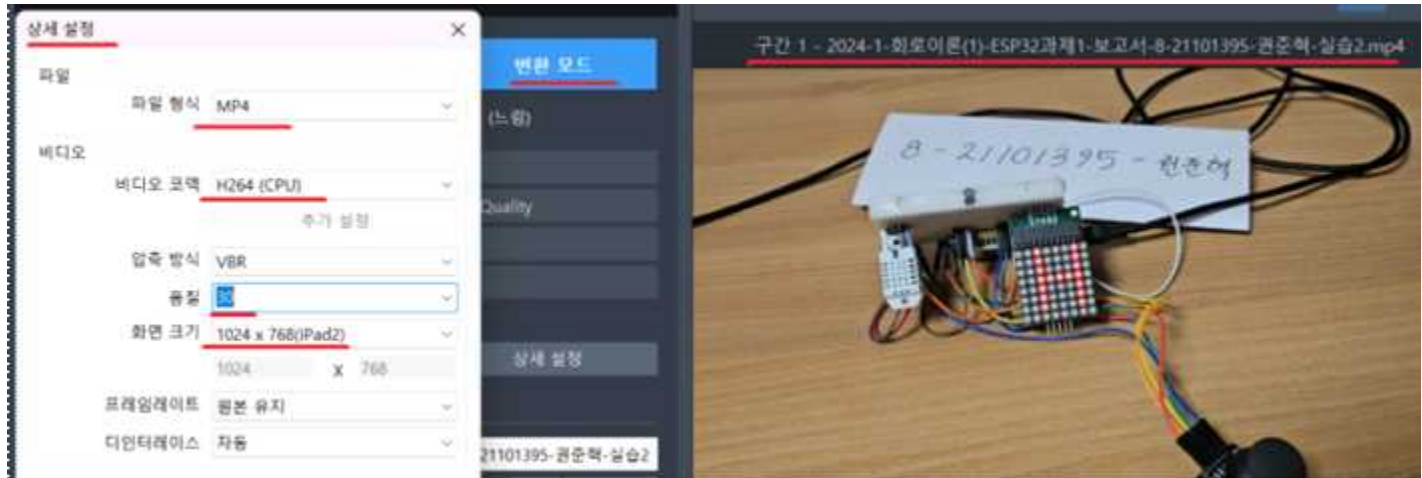 상세 설정
파일
파일 형식 MP4
비디오
비디오 코덱 H264 (CPU)
추가 설정
압축 방식 VBR
품질 30
화면 크기 1024 x 768(iPad2)
1024 x 768
프레임레이트 원본 유지
디인터레이스 자동
변환 모드
(느림)
Quality
상세 설정
21101395-권준혁-실습2
구간 1 - 2024-1-회로이론(1)-ESP32과제1-보고서-8-21101395-권준혁-실습2.mp4
8 - 21101395 - 권준혁